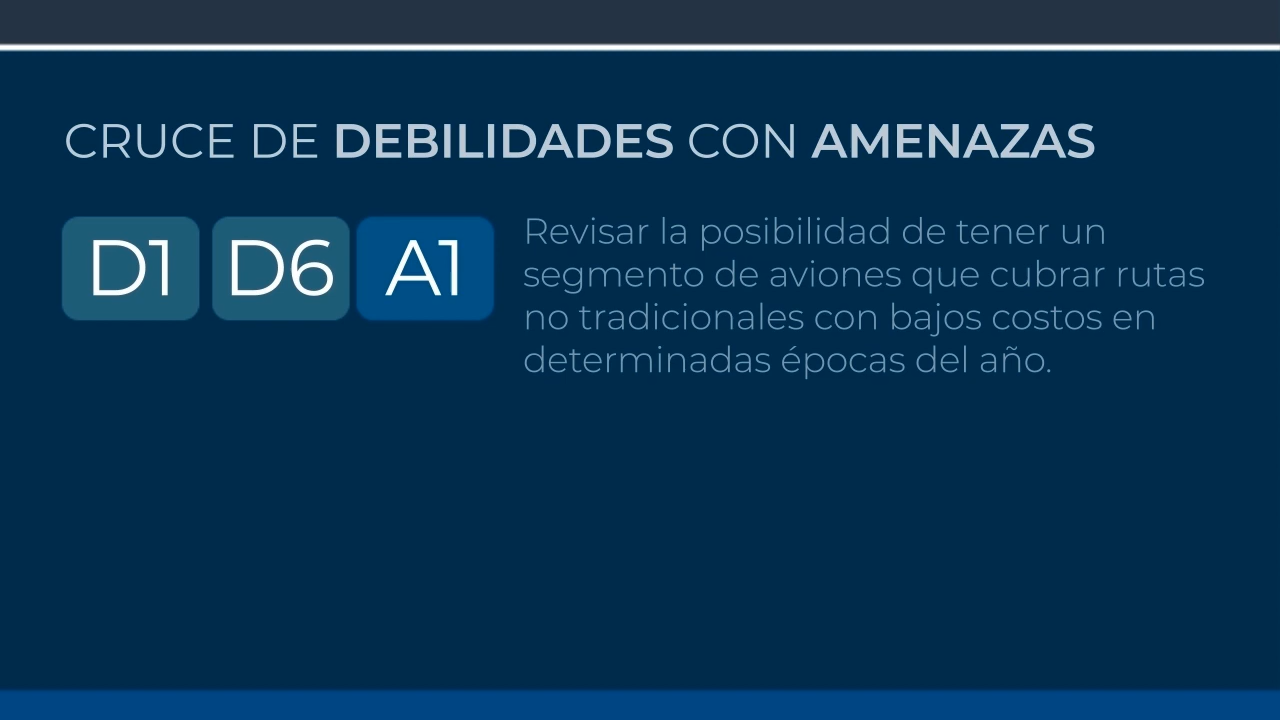 CRUCE DE DEBILIDADES CON AMENAZAS
D1 D6 A1
Revisar la posibilidad de tener un
segmento de aviones que cubrar rutas
no tradicionales con bajos costos en
determinadas épocas del año.